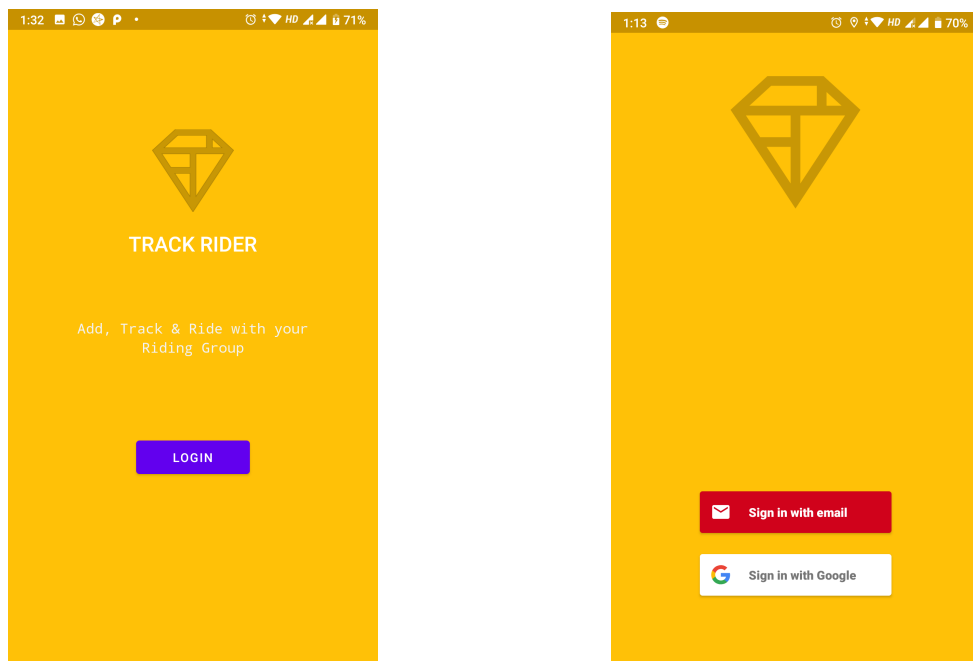 1:32 HD 71%
TRACK RIDER
Add, Track & Ride with your
Riding Group
LOGIN
1:13 HD 70%
Sign in with email
Sign in with Google